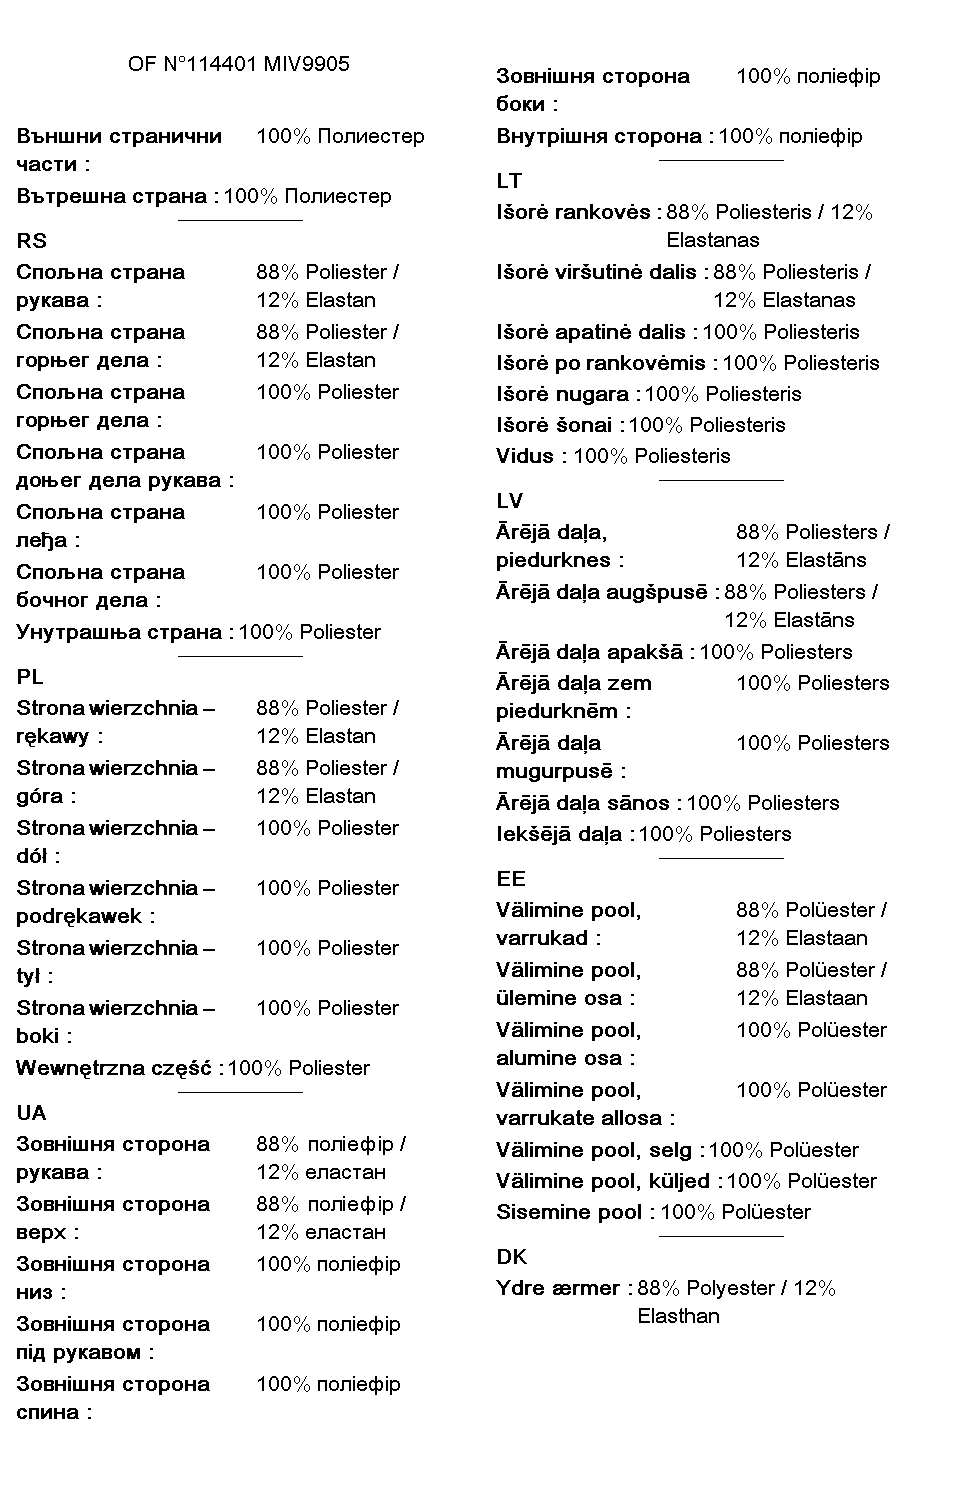 OF N°114401 MIV9905
Външни странични 100% Полиестер
части :
Вътрешна страна : 100% Полиестер
RS
Спољна страна 88% Poliester /
рукава : 12% Elastan
Спољна страна 88% Poliester /
горњег дела : 12% Elastan
Спољна страна 100% Poliester
горњег дела :
Спољна страна 100% Poliester
доњег дела рукава :
Спољна страна 100% Poliester
леђа :
Спољна страна 100% Poliester
бочног дела :
Унутрашња страна : 100% Poliester
PL
Strona wierzchnia – 88% Poliester /
rękawy : 12% Elastan
Strona wierzchnia – 88% Poliester /
góra : 12% Elastan
Strona wierzchnia – 100% Poliester
dół :
Strona wierzchnia – 100% Poliester
podrękawek :
Strona wierzchnia – 100% Poliester
tył :
Strona wierzchnia – 100% Poliester
boki :
Wewnętrzna część : 100% Poliester
UA
Зовнішня сторона 88% поліефір /
рукава : 12% еластан
Зовнішня сторона 88% поліефір /
верх : 12% еластан
Зовнішня сторона 100% поліефір
низ :
Зовнішня сторона 100% поліефір
під рукавом :
Зовнішня сторона 100% поліефір
спина :
Зовнішня сторона 100% поліефір
боки :
Внутрішня сторона : 100% поліефір
LT
Išorė rankovės : 88% Poliesteris / 12%
Elastanas
Išorė viršutinė dalis : 88% Poliesteris /
12% Elastanas
Išorė apatinė dalis : 100% Poliesteris
Išorė po rankovėmis : 100% Poliesteris
Išorė nugara : 100% Poliesteris
Išorė šonai : 100% Poliesteris
Vidus : 100% Poliesteris
LV
Ārējā daļa, 88% Poliesters /
piedurknes : 12% Elastāns
Ārējā daļa augšpusē : 88% Poliesters /
12% Elastāns
Ārējā daļa apakšā : 100% Poliesters
Ārējā daļa zem 100% Poliesters
piedurknēm :
Ārējā daļa 100% Poliesters
mugurpusē :
Ārējā daļa sānos : 100% Poliesters
Iekšējā daļa : 100% Poliesters
EE
Välimine pool, 88% Polüester /
varrukad : 12% Elastaan
Välimine pool, 88% Polüester /
ülemine osa : 12% Elastaan
Välimine pool, 100% Polüester
alumine osa :
Välimine pool, 100% Polüester
varrukate allosa :
Välimine pool, selg : 100% Polüester
Välimine pool, küljed : 100% Polüester
Sisemine pool : 100% Polüester
DK
Ydre ærmer : 88% Polyester / 12%
Elasthan